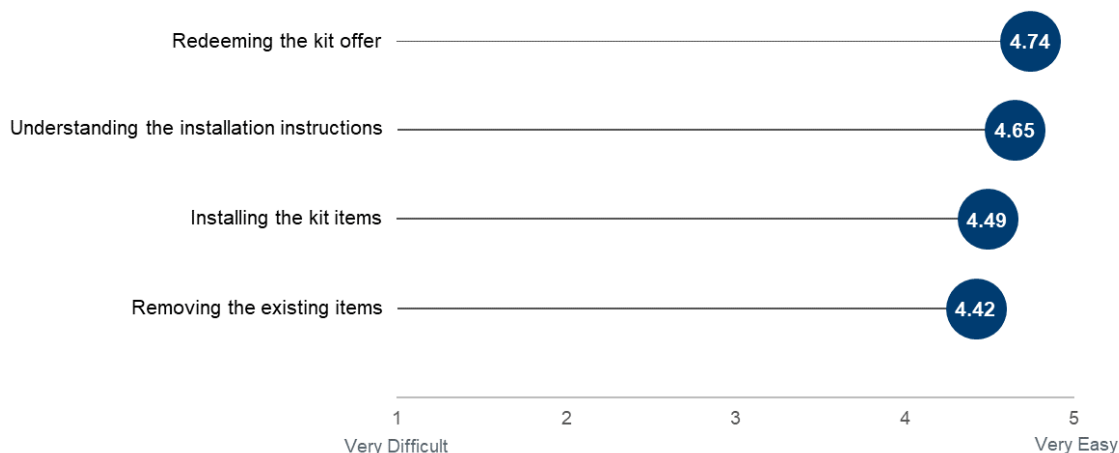 Redeeming the kit offer 4.74
Understanding the installation instructions 4.65
Installing the kit items 4.49
Removing the existing items 4.42
1 2 3 4 5
Very Difficult Very Easy